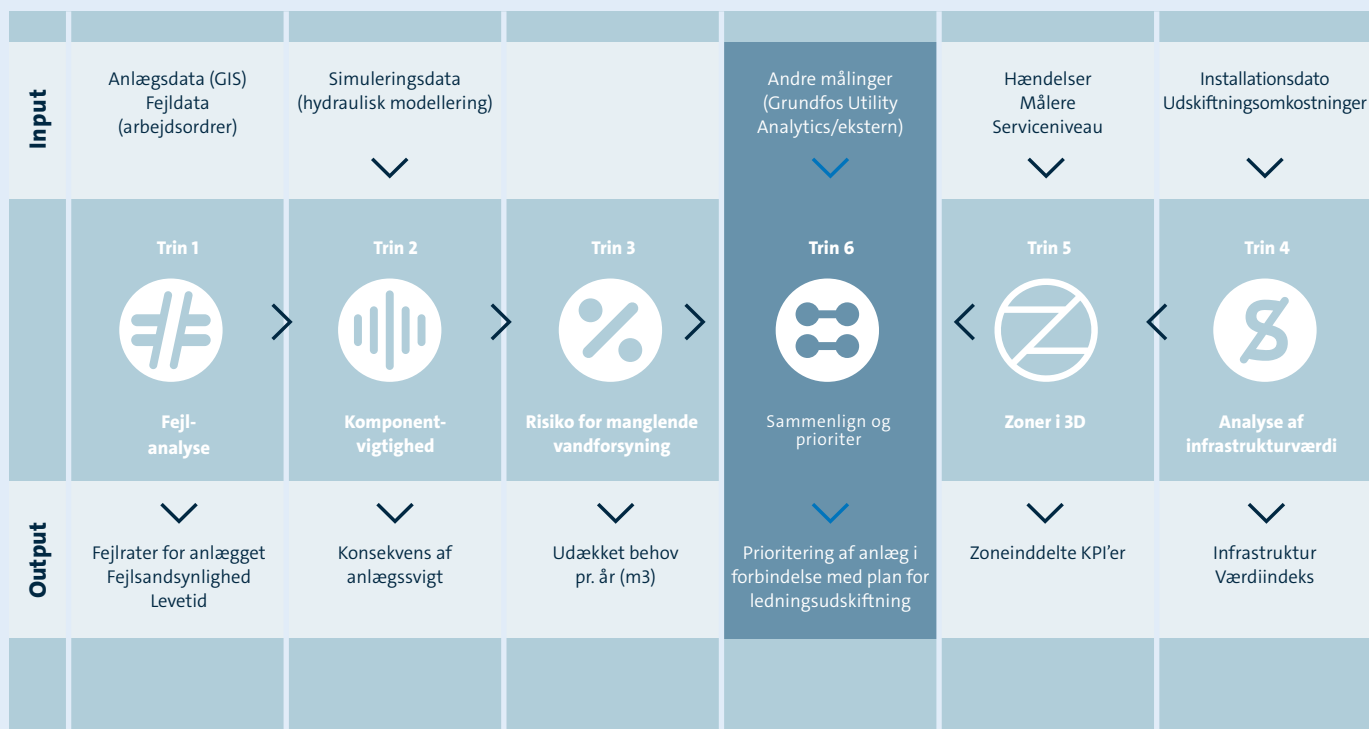 Input
Anlægsdata (GIS)
Fejldata
(arbejdsordrer)
Simuleringsdata
(hydraulisk modellering)
Andre målinger
(Grundfos Utility
Analytics/ekstern)
Hændelser
Målere
Serviceniveau
Installationsdato
Udskiftningsomkostninger
Trin 1
Fejl-
analyse
Trin 2
Komponent-
vigtighed
Trin 3
Risiko for manglende
vandforsyning
Trin 6
Sammenlign og
prioriter
Trin 5
Zoner i 3D
Trin 4
Analyse af
infrastrukturværdi
Output
Fejlrater for anlægget
Fejlsandsynlighed
Levetid
Konsekvens af
anlægssvigt
Udækket behov
pr. år (m3)
Prioritering af anlæg i
forbindelse med plan for
ledningsudskiftning
Zoneinddelte KPI’er
Infrastruktur
Værdiindeks